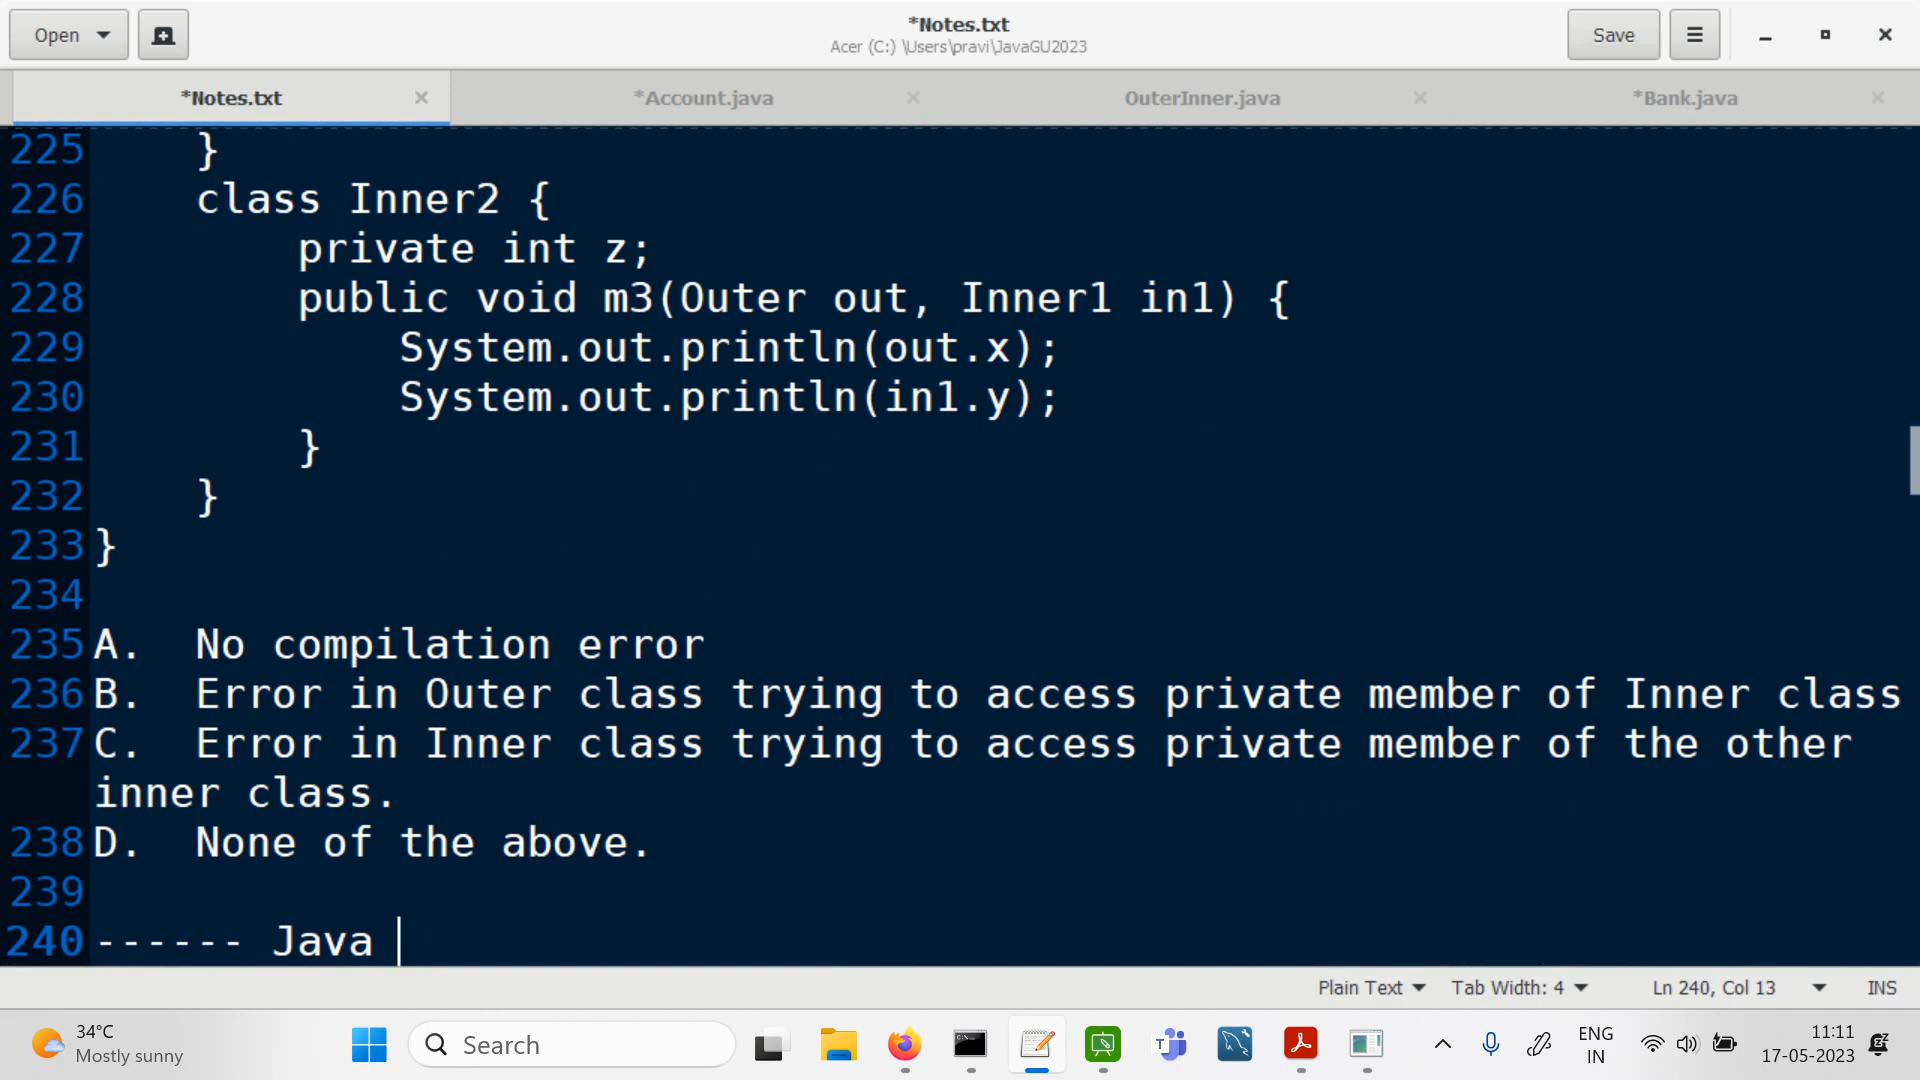 Open
*Notes.txt
Acer (C:) \Users\pravi\JavaGU2023
Save
*Notes.txt
*Account.java
OuterInner.java
*Bank.java
225 }
226 class Inner2 {
227 private int z;
228 public void m3(Outer out, Inner1 in1) {
229 System.out.println(out.x);
230 System.out.println(in1.y);
231 }
232 }
233 }
234
235 A. No compilation error
236 B. Error in Outer class trying to access private member of Inner class
237 C. Error in Inner class trying to access private member of the other
inner class.
238 D. None of the above.
239
240 ------ Java
Plain Text
Tab Width: 4
Ln 240, Col 13
INS
34°C
Mostly sunny
Search
ENG
IN
11:11
17-05-2023